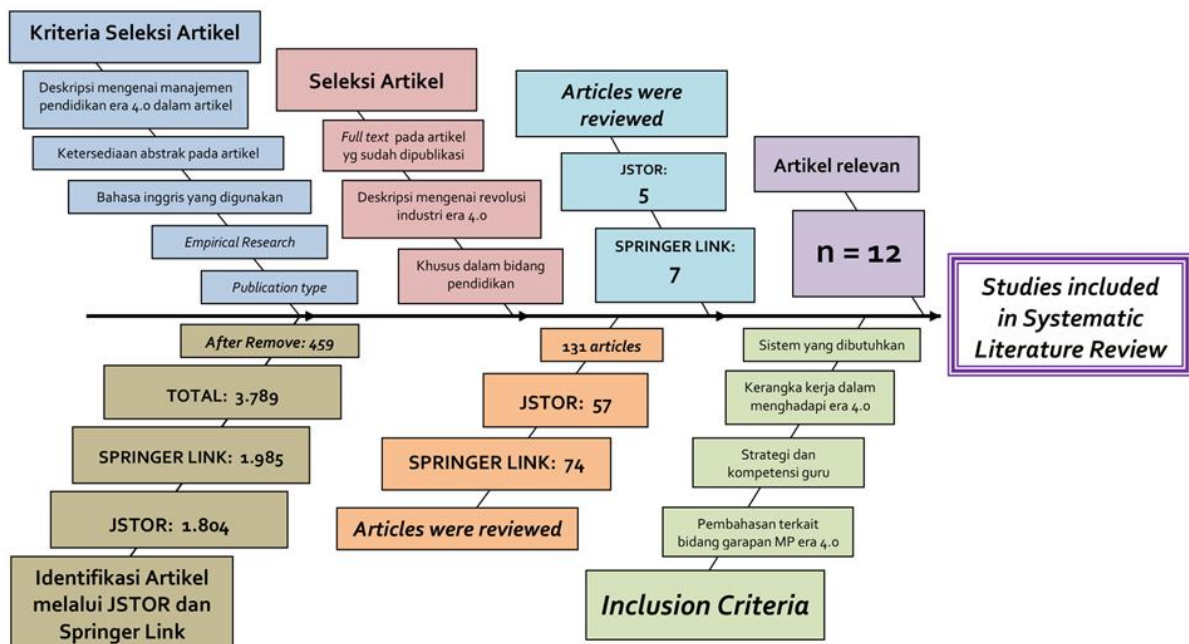 Kriteria Seleksi Artikel
Deskripsi mengenai manajemen
pendidikan era 4.0 dalam artikel
Ketersediaan abstrak pada artikel
Bahasa inggris yang digunakan
Empirical Research
Publication type
Seleksi Artikel
Full text pada artikel
yg sudah dipublikasi
Deskripsi mengenai revolusi
industri era 4.0
Khusus dalam bidang
pendidikan
Articles were
reviewed
JSTOR:
5
SPRINGER LINK:
7
Artikel relevan
n = 12
Studies included
in Systematic
Literature Review
After Remove: 459
TOTAL: 3.789
SPRINGER LINK: 1.985
JSTOR: 1.804
Identifikasi Artikel
melalui JSTOR dan
Springer Link
131 articles
JSTOR: 57
SPRINGER LINK: 74
Articles were reviewed
Sistem yang dibutuhkan
Kerangka kerja dalam
menghadapi era 4.0
Strategi dan
kompetensi guru
Pembahasan terkait
bidang garapan MP era 4.0
Inclusion Criteria